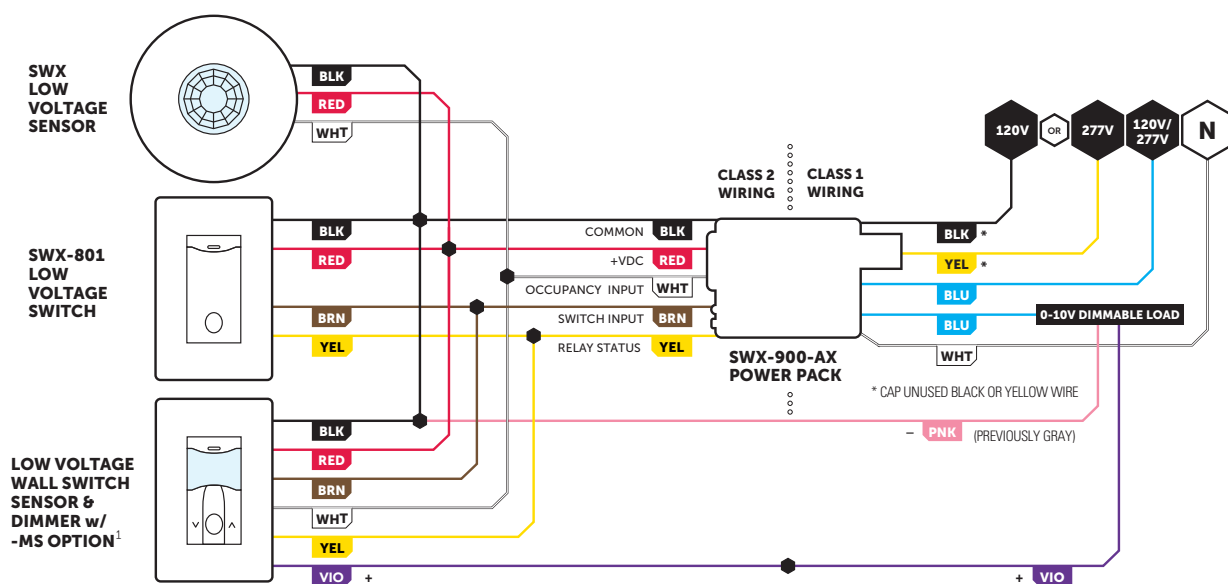 SWX
LOW
VOLTAGE
SENSOR
BLK
RED
WHT
120V
OR
277V
120V/
277V
N
CLASS 2
WIRING
CLASS 1
WIRING
SWX-801
LOW
VOLTAGE
SWITCH
BLK
RED
BRN
YEL
COMMON BLK
+VDC RED
OCCUPANCY INPUT WHT
SWITCH INPUT BRN
RELAY STATUS YEL
BLK *
YEL *
BLU
BLU
0-10V DIMMABLE LOAD
WHT
SWX-900-AX
POWER PACK
* CAP UNUSED BLACK OR YELLOW WIRE
– PNK (PREVIOUSLY GRAY)
LOW VOLTAGE
WALL SWITCH
SENSOR &
DIMMER w/
-MS OPTION¹
BLK
RED
BRN
WHT
YEL
VIO +
+ VIO